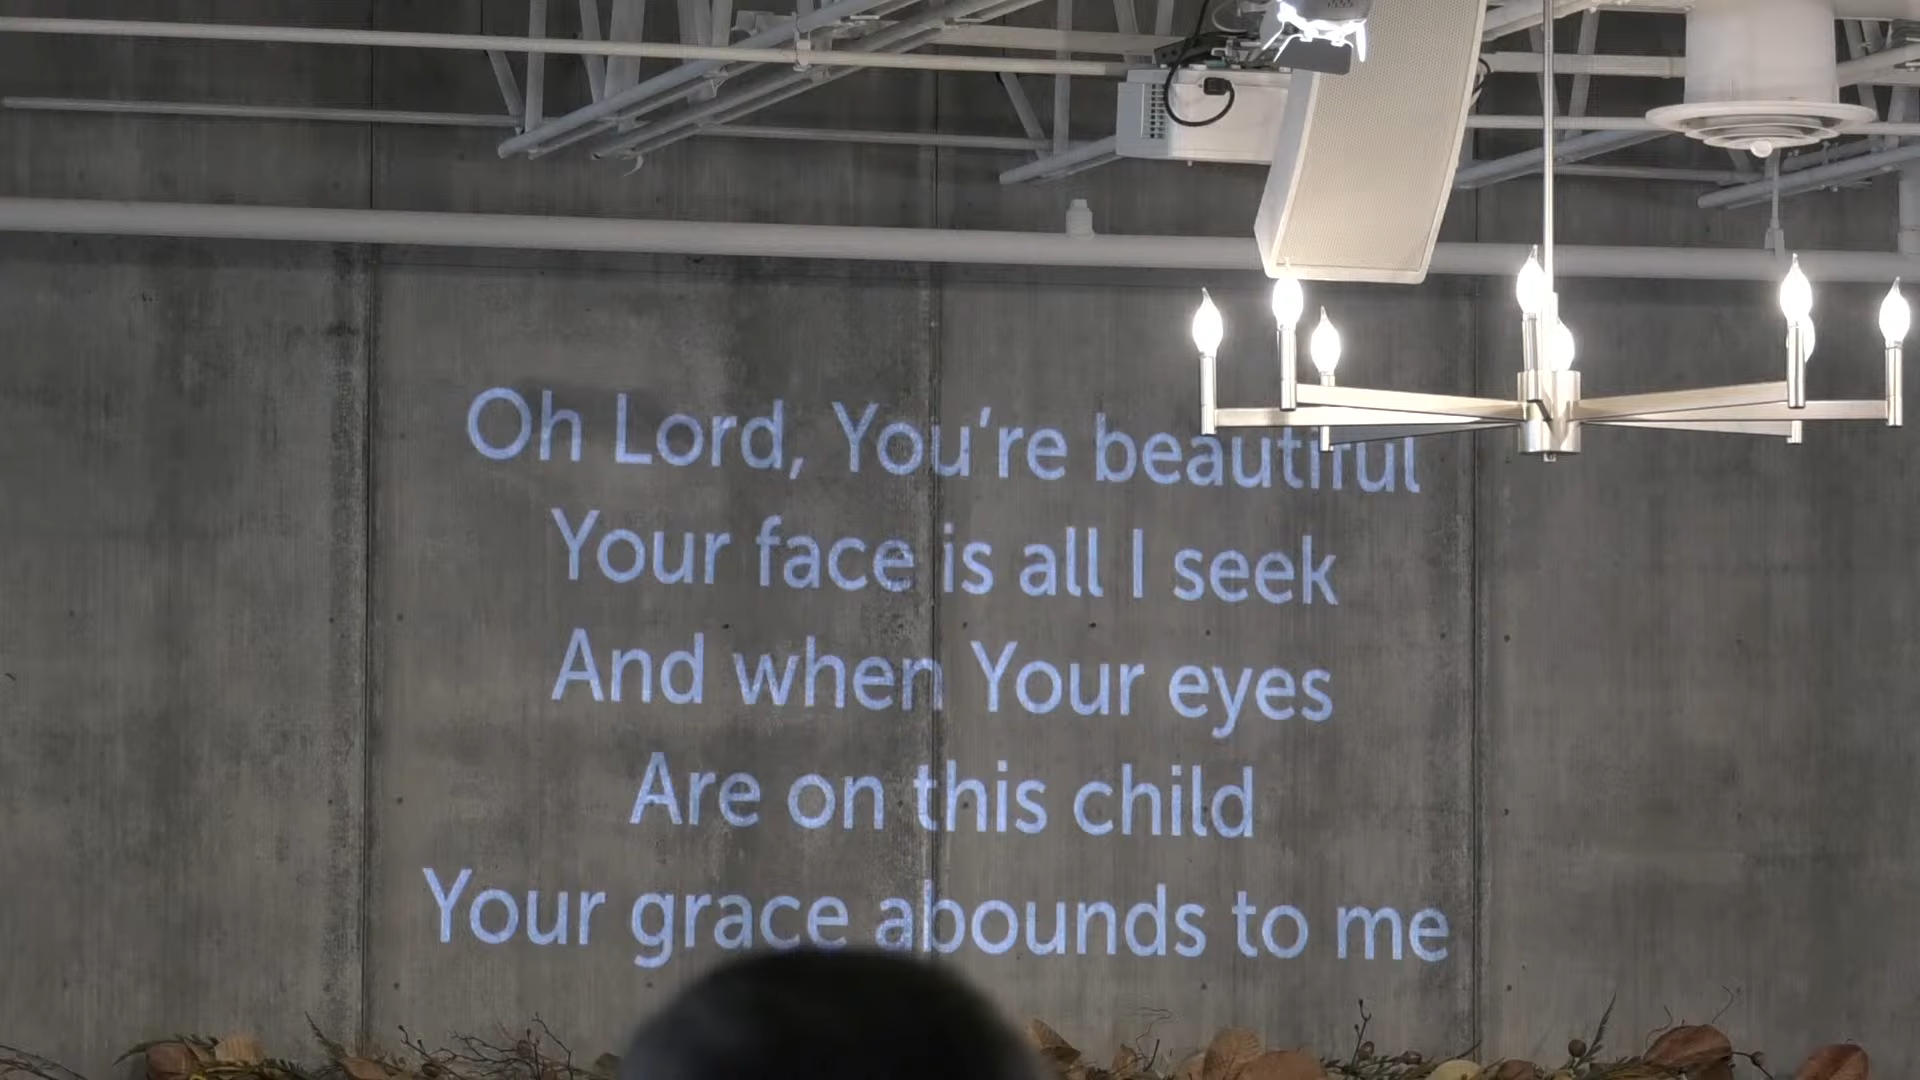 Oh Lord, You're beautiful
Your face is all I seek
And when Your eyes
Are on this child
Your grace abounds to me